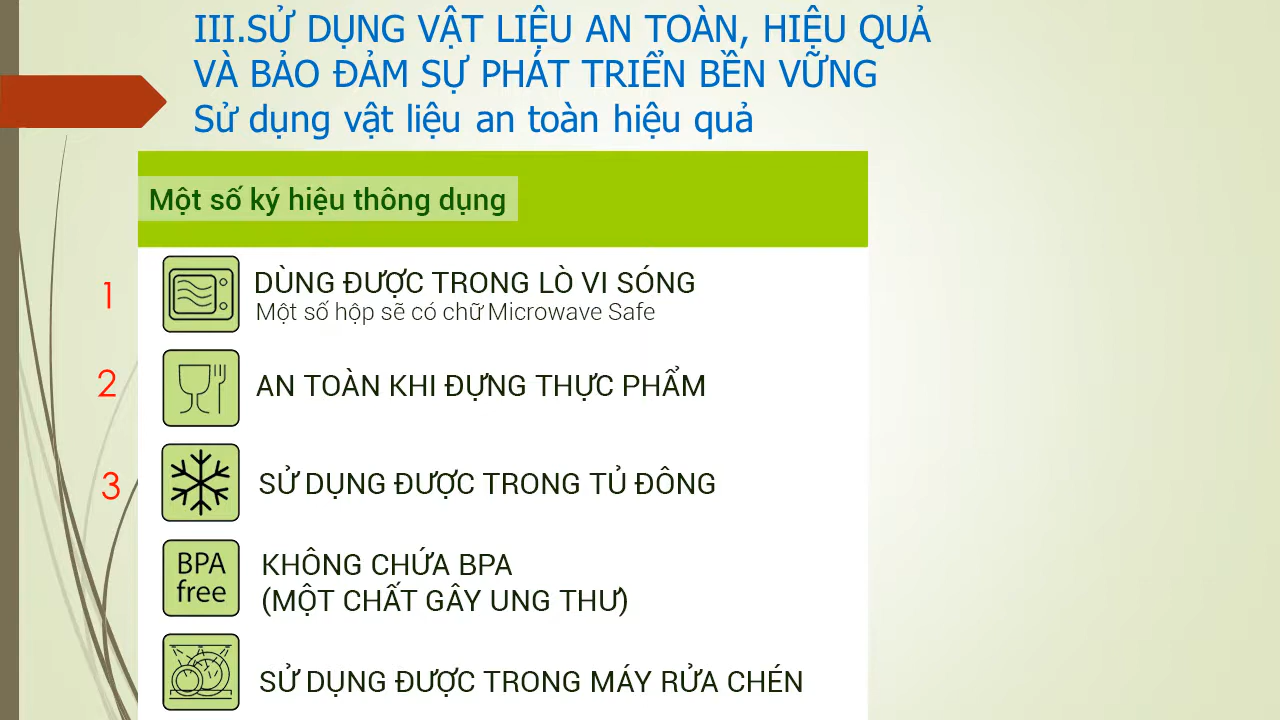 III.SỬ DỤNG VẬT LIỆU AN TOÀN, HIỆU QUẢ
VÀ BẢO ĐẢM SỰ PHÁT TRIỂN BỀN VỮNG
Sử dụng vật liệu an toàn hiệu quả
Một số ký hiệu thông dụng
1
DÙNG ĐƯỢC TRONG LÒ VI SÓNG
Một số hộp sẽ có chữ Microwave Safe
2
AN TOÀN KHI ĐỰNG THỰC PHẨM
3
SỬ DỤNG ĐƯỢC TRONG TỦ ĐÔNG
BPA
free
KHÔNG CHỨA BPA
(MỘT CHẤT GÂY UNG THƯ)
SỬ DỤNG ĐƯỢC TRONG MÁY RỬA CHÉN